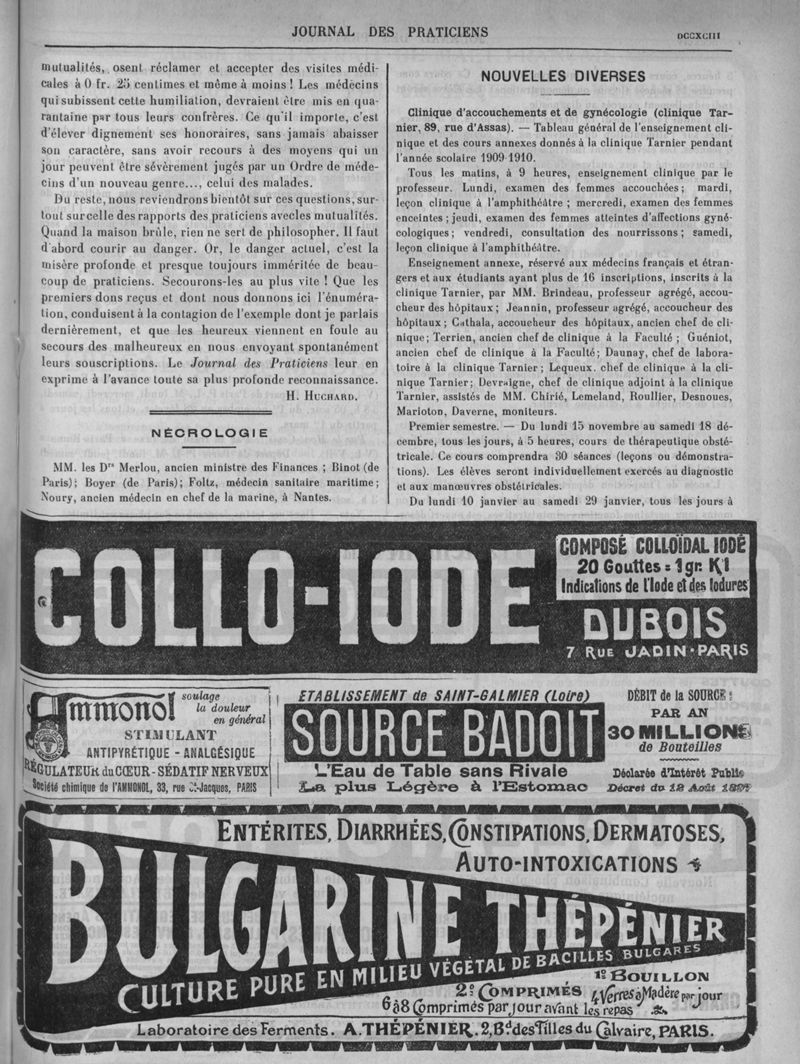 JOURNAL DES PRATICIENS
DCCXCIII
mutualités, osent réclamer et accepter des visites médi-
cales à 0 fr. 25 centimes et même à moins ! Les médecins
qui subissent cette humiliation, devraient être mis en qua-
rantaine par tous leurs confrères. Ce qu'il importe, c'est
d'élever dignement ses honoraires, sans jamais abaisser
son caractère, sans avoir recours à des moyens qui un
jour peuvent être sévèrement jugés par un Ordre de méde-
cins d'un nouveau genre..., celui des malades.
Du reste, nous reviendrons bientôt sur ces questions, sur-
tout sur celle des rapports des praticiens avec les mutualités.
Quand la maison brûle, rien ne sert de philosopher. Il faut
d'abord courir au danger. Or, le danger actuel, c'est la
misère profonde et presque toujours imméritée de beau-
coup de praticiens. Secourons-les au plus vite ! Que les
premiers dons reçus et dont nous donnons ici l'énuméra-
tion, conduisent à la contagion de l'exemple dont je parlais
dernièrement, et que les heureux viennent en foule au
secours des malheureux en nous envoyant spontanément
leurs souscriptions. Le Journal des Praticiens leur en
exprime à l'avance toute sa plus profonde reconnaissance.
H. HUCHARD.
NÉCROLOGIE
MM. les Drs Merlou, ancien ministre des Finances ; Binot (de
Paris); Boyer (de Paris); Foltz, médecin sanitaire maritime;
Noury, ancien médecin en chef de la marine, à Nantes.
NOUVELLES DIVERSES
Clinique d'accouchements et de gynécologie (clinique Tar-
nier, 89, rue d'Assas). — Tableau général de l'enseignement cli-
nique et des cours annexes donnés à la clinique Tarnier pendant
l'année scolaire 1909-1910.
Tous les matins, à 9 heures, enseignement clinique par le
professeur. Lundi, examen des femmes accouchées; mardi,
leçon clinique à l'amphithéâtre ; mercredi, examen des femmes
enceintes ; jeudi, examen des femmes atteintes d'affections gyné-
cologiques; vendredi, consultation des nourrissons; samedi,
leçon clinique à l'amphithéâtre.
Enseignement annexe, réservé aux médecins français et étran-
gers et aux étudiants ayant plus de 16 inscriptions, inscrits à la
clinique Tarnier, par MM. Brindeau, professeur agrégé, accou-
cheur des hôpitaux ; Jeannin, professeur agrégé, accoucheur des
hôpitaux ; Cathala, accoucheur des hôpitaux, ancien chef de cli-
nique; Terrien, ancien chef de clinique à la Faculté ; Guéniot,
ancien chef de clinique à la Faculté; Daunay, chef de labora-
toire à la clinique Tarnier; Lequeux, chef de clinique à la cli-
nique Tarnier; Devraigne, chef de clinique adjoint à la clinique
Tarnier, assistés de MM. Chirié, Lemeland, Roullier, Desnoues,
Marioton, Daverne, moniteurs.
Premier semestre. — Du lundi 15 novembre au samedi 18 dé-
cembre, tous les jours, à 5 heures, cours de thérapeutique obsté-
tricale. Ce cours comprendra 30 séances (leçons ou démonstra-
tions). Les élèves seront individuellement exercés au diagnostic
et aux manœuvres obstétricales.
Du lundi 10 janvier au samedi 29 janvier, tous les jours à
COLLO-IODE
COMPOSÉ COLLOÏDAL IODÉ
20 Gouttes = 1 gr. KI
Indications de l'Iode et des Iodures
DUBOIS
7 RUE JADIN-PARIS
Ammonol
soulage
la douleur
en général
STIMULANT
ANTIPYRÉTIQUE - ANALGÉSIQUE
RÉGULATEUR du CŒUR - SÉDATIF NERVEUX
Société chimique de l'AMMONOL, 33, rue St-Jacques, PARIS
ETABLISSEMENT de SAINT-GALMIER (Loire)
SOURCE BADOIT
L'Eau de Table sans Rivale
La plus Légère à l'Estomac
DÉBIT de la SOURCE :
PAR AN
30 MILLIONS
de Bouteilles
Déclarée d'Intérêt Public
Décret du 12 Août 1897
ENTÉRITES, DIARRHÉES, CONSTIPATIONS, DERMATOSES,
AUTO-INTOXICATIONS
BULGARINE THÉPÉNIER
CULTURE PURE EN MILIEU VÉGÉTAL DE BACILLES BULGARES
1º BOUILLON
4 Verres à Madère par jour
2º COMPRIMÉS
6 à 8 Comprimés par jour avant les repas
Laboratoire des Ferments. A. THÉPÉNIER, 2, Bd des Filles du Calvaire, PARIS.